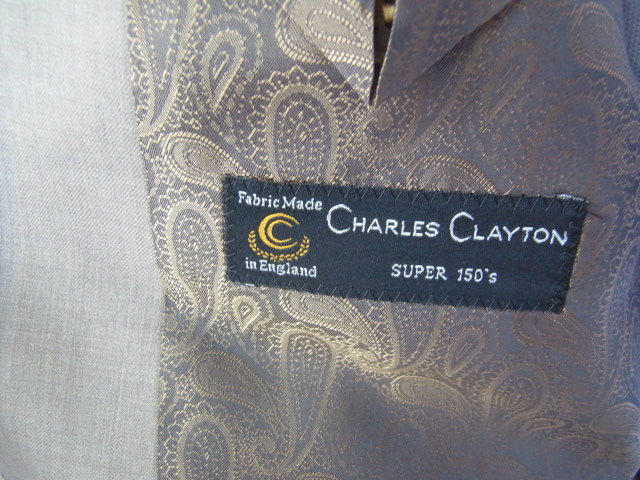 Fabric Made
CC
in England
CHARLES CLAYTON
SUPER 150's